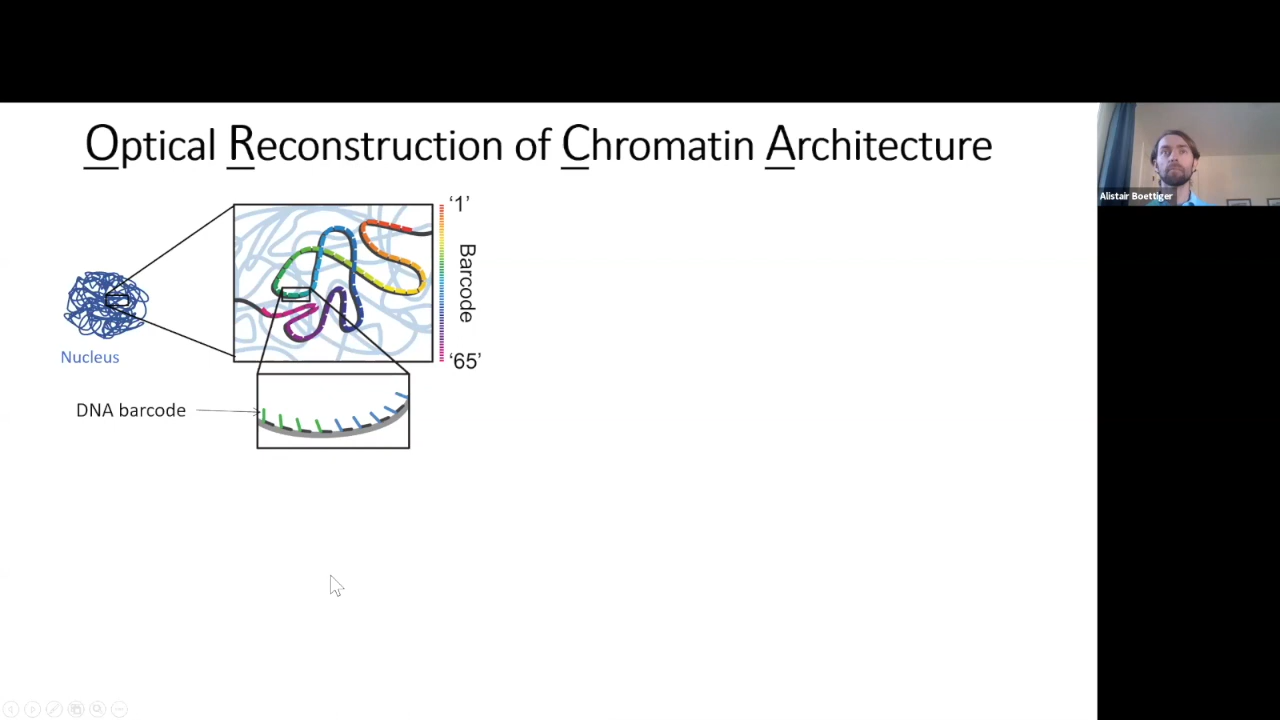 Optical Reconstruction of Chromatin Architecture
Alistair Boettiger
'1'
Barcode
'65'
Nucleus
DNA barcode